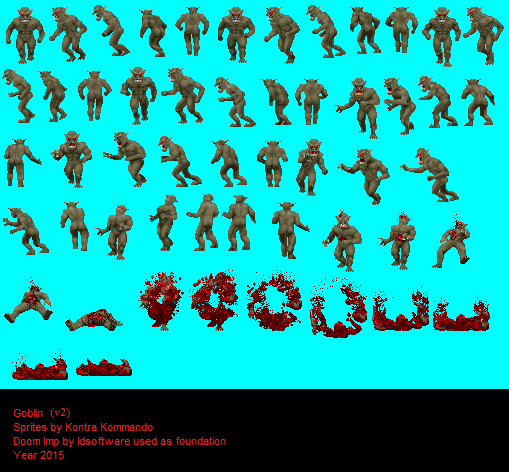 Goblin (v2)
Sprites by Kontra Kommando
Doom Imp by Idsoftware used as foundation
Year 2015